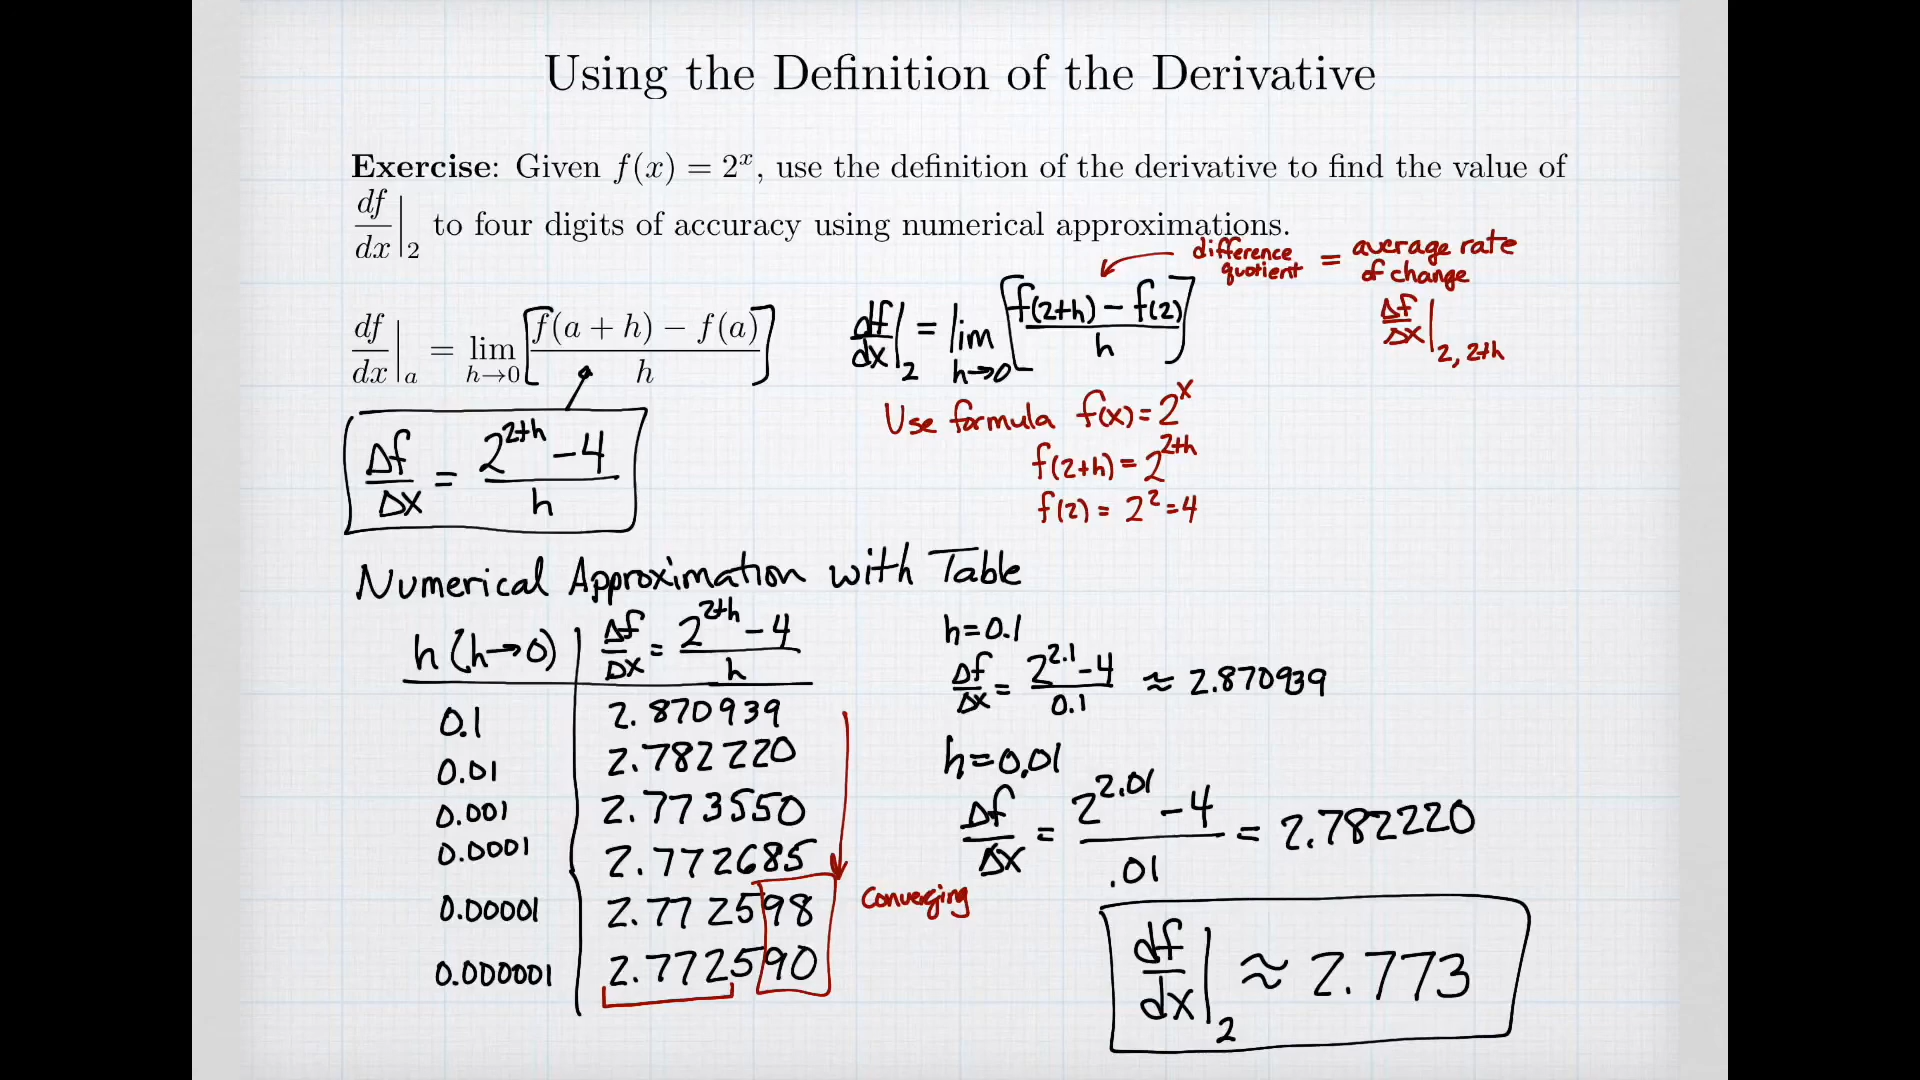 Using the Definition of the Derivative
Exercise: Given f(x) = 2^x, use the definition of the derivative to find the value of
df/dx|_2 to four digits of accuracy using numerical approximations.
difference quotient = average rate of change
Δf/Δx|_2, 2+h
df/dx|_a = lim_h→0 [f(a + h) − f(a)/h]
df/dx|_2 = lim_h→0 [f(2+h) − f(2)/h]
Use formula f(x) = 2^x
f(2+h) = 2^2+h
f(2) = 2^2 = 4
Δf/Δx = 2^2+h − 4/h
Numerical Approximation with Table
h (h→0) Δf/Δx = 2^2+h − 4/h
0.1 2.870939
0.01 2.782220
0.001 2.773550
0.0001 2.772685
0.00001 2.772598
0.000001 2.772590
Converging
h=0.1
Δf/Δx = 2^2.1 − 4/0.1 ≈ 2.870939
h=0.01
Δf/Δx = 2^2.01 − 4/.01 = 2.782220
df/dx|_2 ≈ 2.773